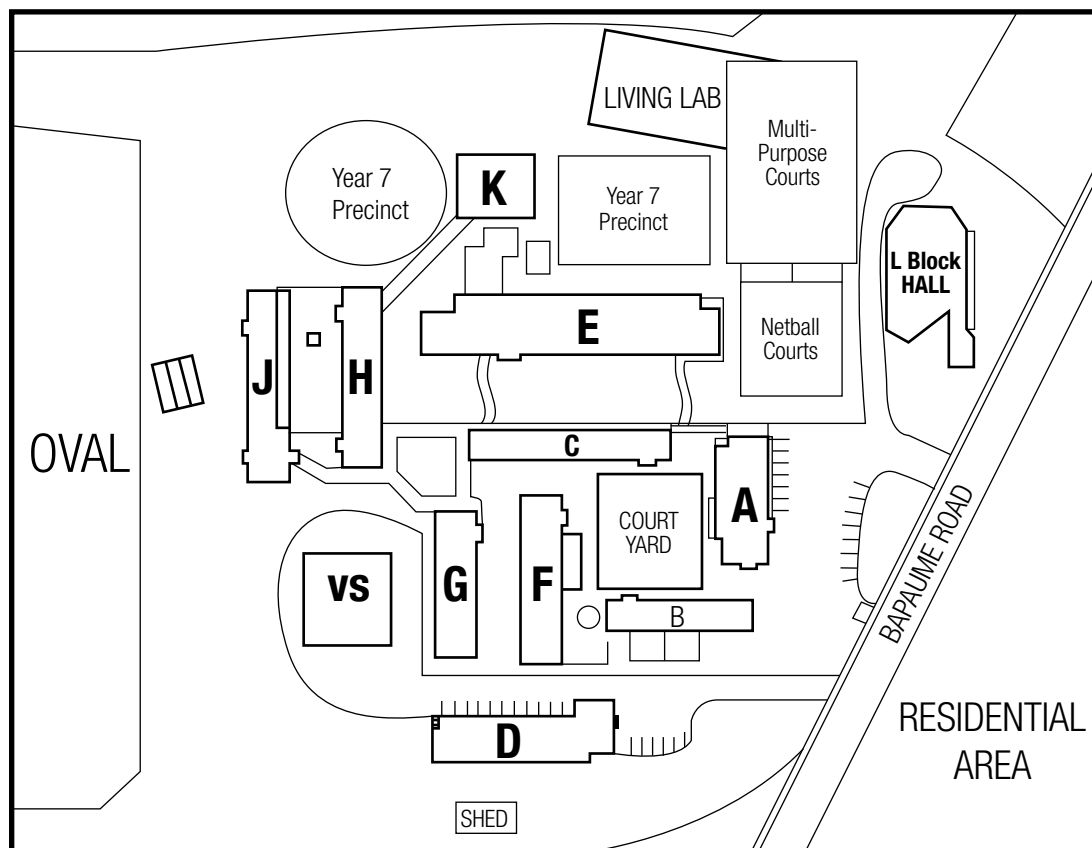 LIVING LAB
Multi-
Purpose
Courts
Year 7
Precinct
K
Year 7
Precinct
L Block
HALL
E
Netball
Courts
J
H
OVAL
C
A
COURT
YARD
BAPAUME ROAD
VS
G
F
B
RESIDENTIAL
AREA
D
SHED